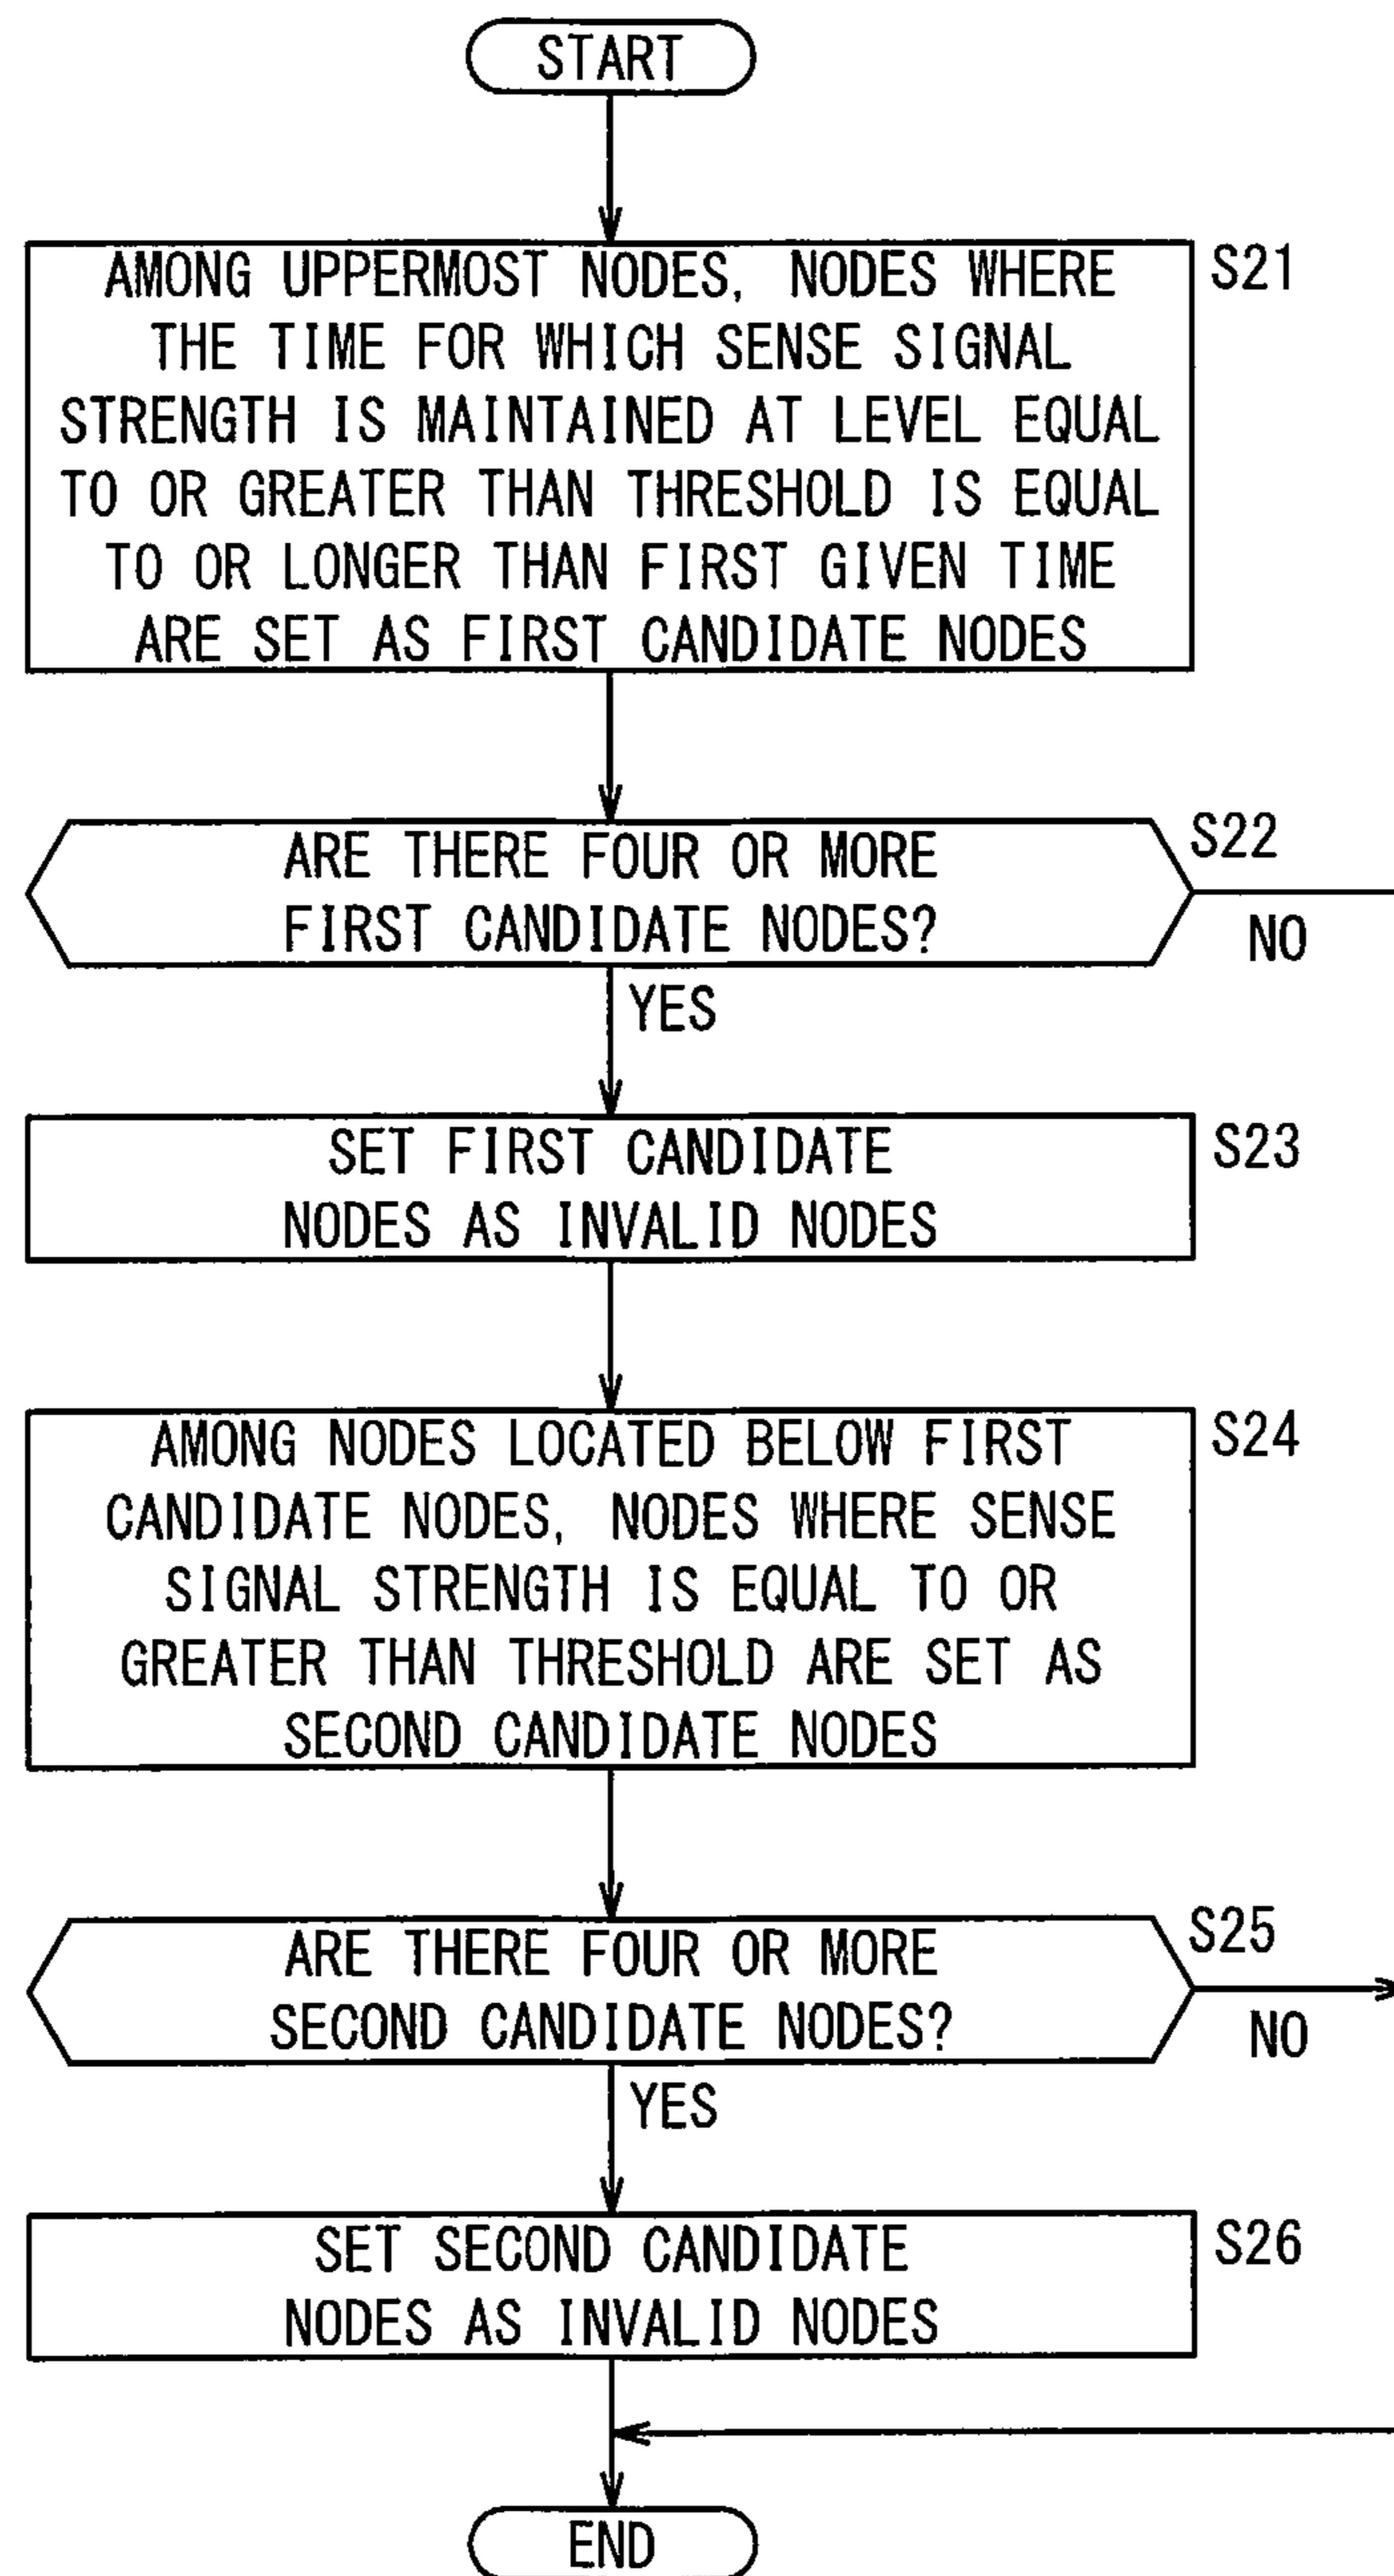 START
AMONG UPPERMOST NODES, NODES WHERE
THE TIME FOR WHICH SENSE SIGNAL
STRENGTH IS MAINTAINED AT LEVEL EQUAL
TO OR GREATER THAN THRESHOLD IS EQUAL
TO OR LONGER THAN FIRST GIVEN TIME
ARE SET AS FIRST CANDIDATE NODES
S21
ARE THERE FOUR OR MORE
FIRST CANDIDATE NODES?
S22
NO
YES
SET FIRST CANDIDATE
NODES AS INVALID NODES
S23
AMONG NODES LOCATED BELOW FIRST
CANDIDATE NODES, NODES WHERE SENSE
SIGNAL STRENGTH IS EQUAL TO OR
GREATER THAN THRESHOLD ARE SET AS
SECOND CANDIDATE NODES
S24
ARE THERE FOUR OR MORE
SECOND CANDIDATE NODES?
S25
NO
YES
SET SECOND CANDIDATE
NODES AS INVALID NODES
S26
END